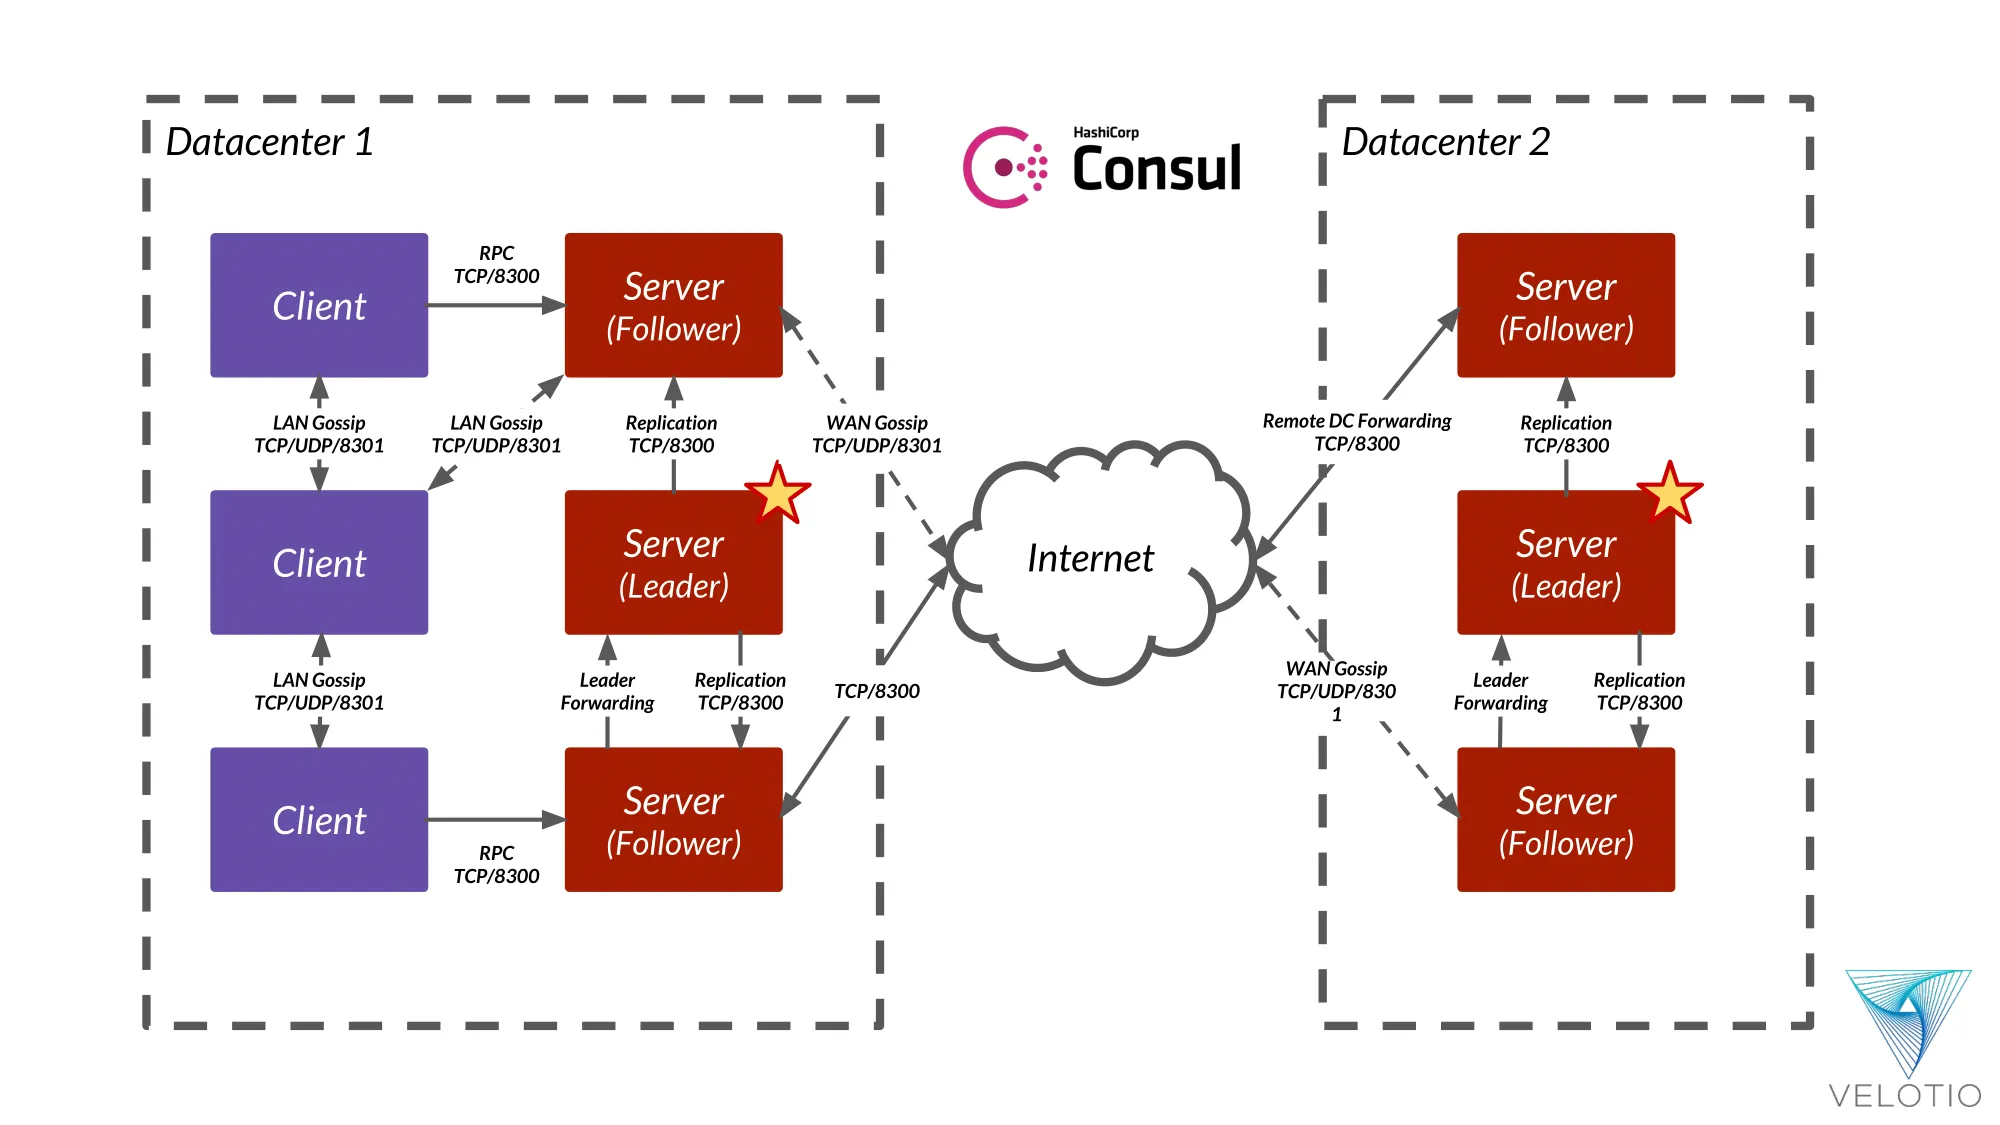 Datacenter 1
HashiCorp
Consul
Datacenter 2
Client
RPC
TCP/8300
Server
(Follower)
Server
(Follower)
LAN Gossip
TCP/UDP/8301
LAN Gossip
TCP/UDP/8301
Replication
TCP/8300
WAN Gossip
TCP/UDP/8301
Remote DC Forwarding
TCP/8300
Replication
TCP/8300
Client
Server
(Leader)
Internet
Server
(Leader)
LAN Gossip
TCP/UDP/8301
Leader
Forwarding
Replication
TCP/8300
TCP/8300
WAN Gossip
TCP/UDP/830
1
Leader
Forwarding
Replication
TCP/8300
Client
RPC
TCP/8300
Server
(Follower)
Server
(Follower)
VELOTIO